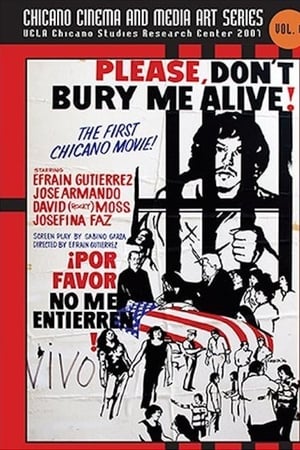 CHICANO CINEMA AND MEDIA ART SERIES
UCLA Chicano Studies Research Center 2007
VOL.
PLEASE, DON'T
BURY ME ALIVE!
THE FIRST
CHICANO MOVIE!
STARRING
EFRAIN GUTIERREZ
JOSE ARMANDO
DAVID (ROCKY) MOSS
JOSEFINA FAZ
SCREEN PLAY BY SABINO GARZA
DIRECTED BY EFRAIN GUTIERREZ
¡POR
FAVOR
NO ME
ENTIERREN
VIVO
!